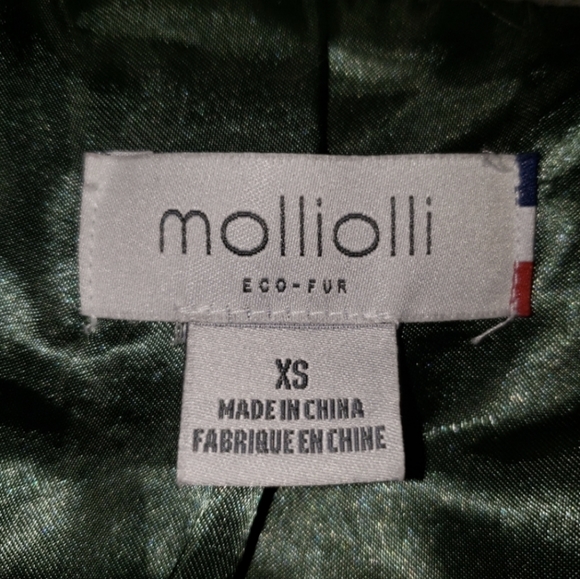 molliolli
ECO-FUR
XS
MADE IN CHINA
FABRIQUE EN CHINE